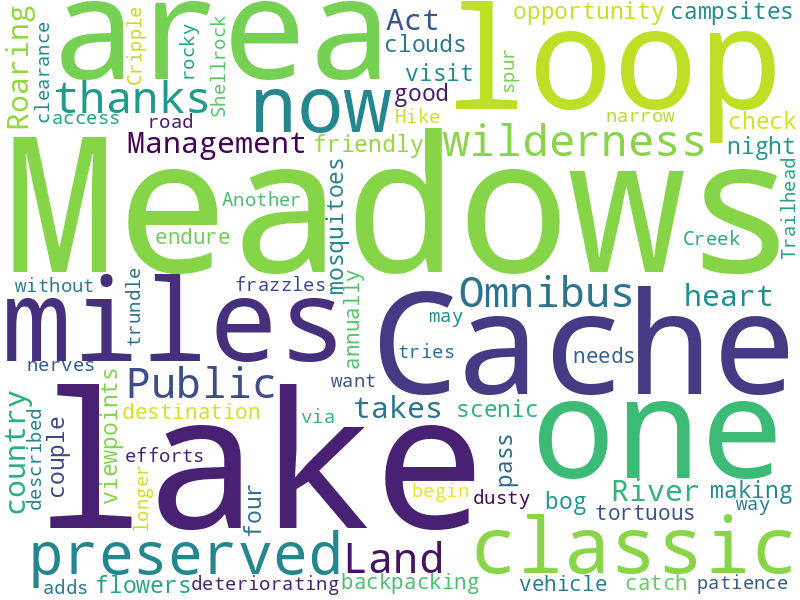 Roaring
clearance
area
Cripple
rocky
Shellrock
Act
clouds
visit
loop
spur
opportunity
campsites
thanks
access
road
now
good
Hike
narrow
check
Management
friendly
wilderness
night
Meadows
Another
endure
mosquitoes
Creek
Trailhead
without
trundle
frazzles
annually
Omnibus
heart
miles
Cache
may
tries
needs
nerves
Public
want
country
described
couple
viewpoints
destination
via
takes
scenic
one
lake
efforts
longer
four
begin
dusty
pass
bog
River
making
way
tortuous
preserved
Land
classic
adds
flowers
deteriorating
backpacking
vehicle
catch
patience